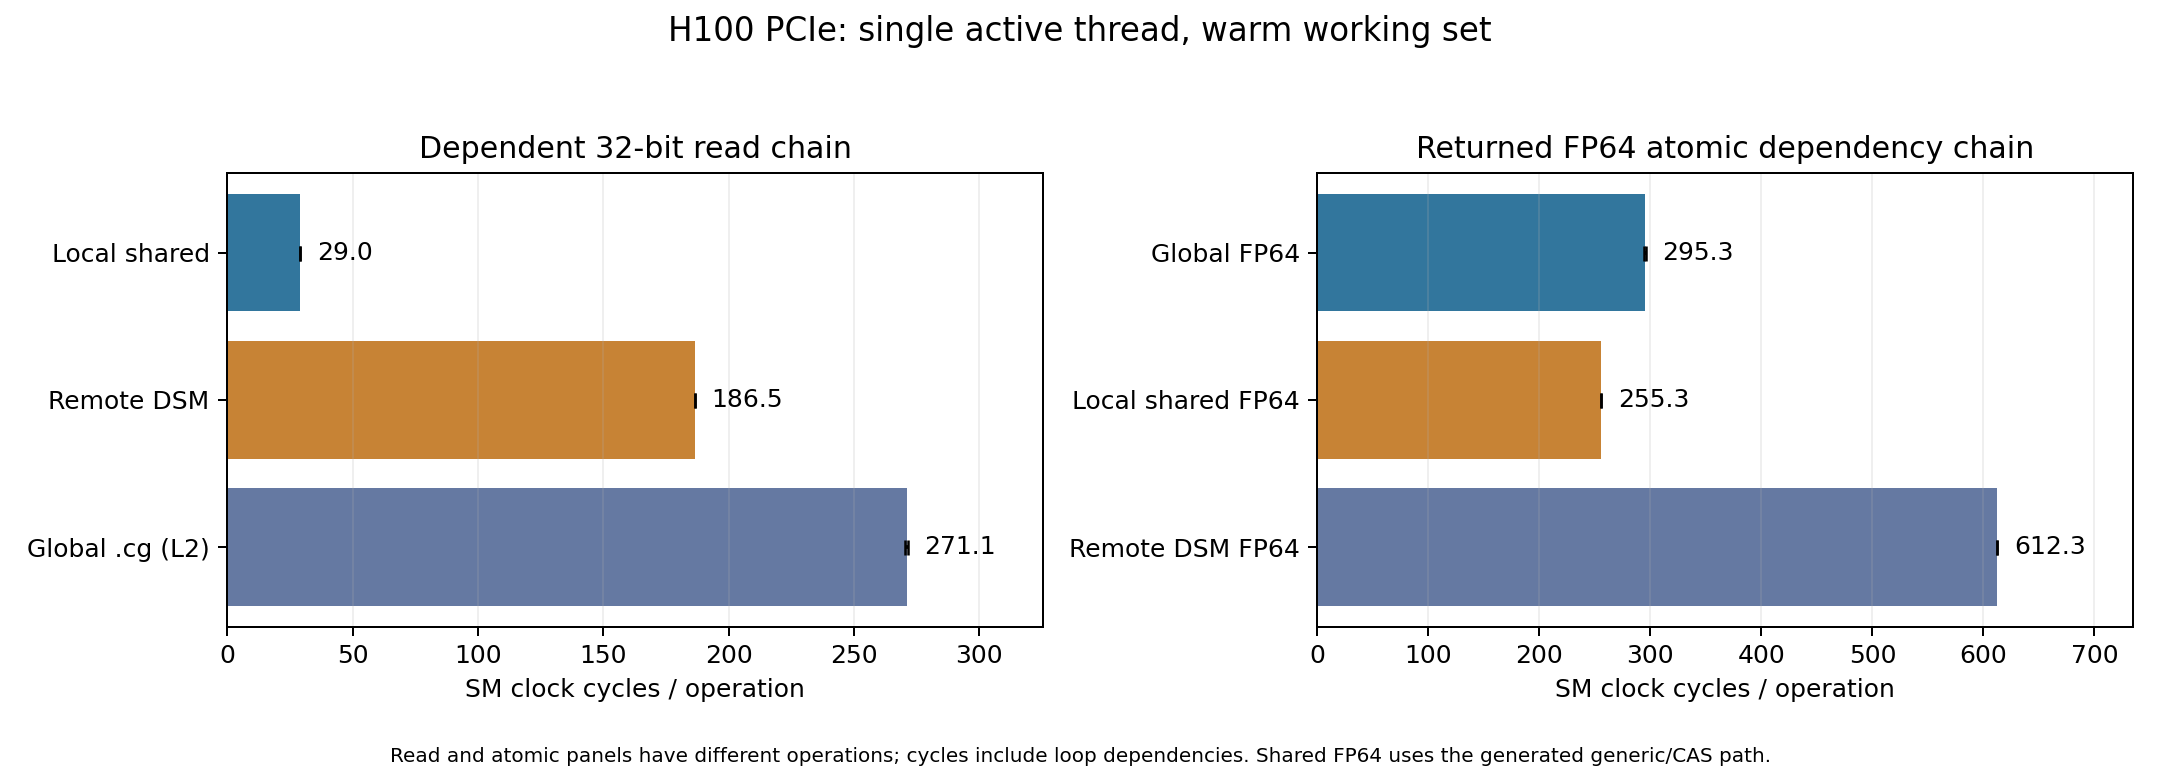 H100 PCIe: single active thread, warm working set
Dependent 32-bit read chain
Local shared
29.0
Remote DSM
186.5
Global .cg (L2)
271.1
0 50 100 150 200 250 300
SM clock cycles / operation
Returned FP64 atomic dependency chain
Global FP64
295.3
Local shared FP64
255.3
Remote DSM FP64
612.3
0 100 200 300 400 500 600 700
SM clock cycles / operation
Read and atomic panels have different operations; cycles include loop dependencies. Shared FP64 uses the generated generic/CAS path.